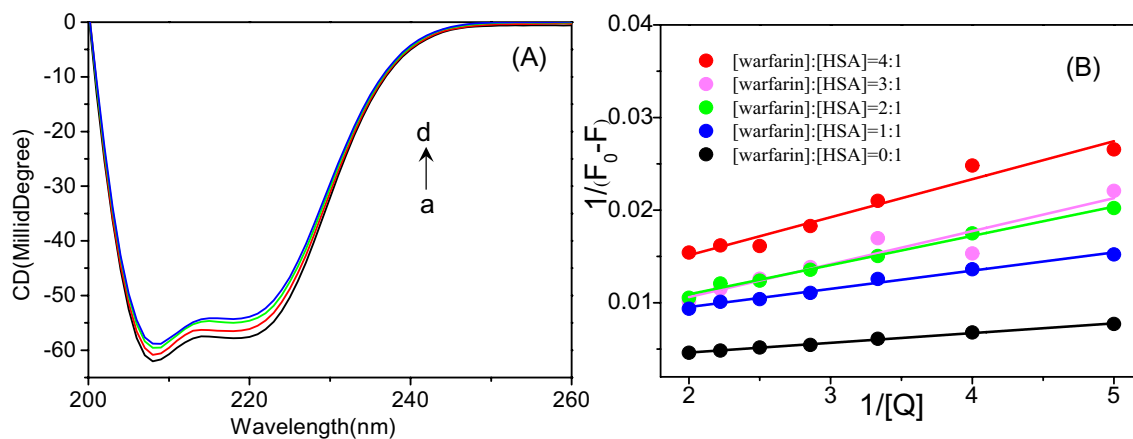 (A)
0
-10
-20
-30
-40
-50
-60
CD(MillidDegree)
d
a
200
220
240
260
Wavelength(nm)
(B)
0.04
0.03
0.02
0.01
1/(F0-F)
[warfarin]:[HSA]=4:1
[warfarin]:[HSA]=3:1
[warfarin]:[HSA]=2:1
[warfarin]:[HSA]=1:1
[warfarin]:[HSA]=0:1
2
3
4
5
1/[Q]